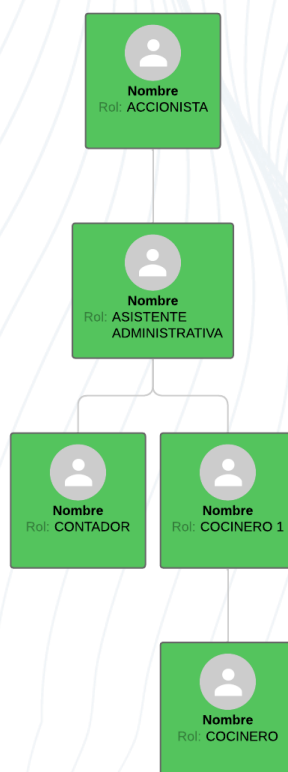 Nombre
Rol: ACCIONISTA
Nombre
Rol: ASISTENTE
ADMINISTRATIVA
Nombre
Rol: CONTADOR
Nombre
Rol: COCINERO 1
Nombre
Rol: COCINERO